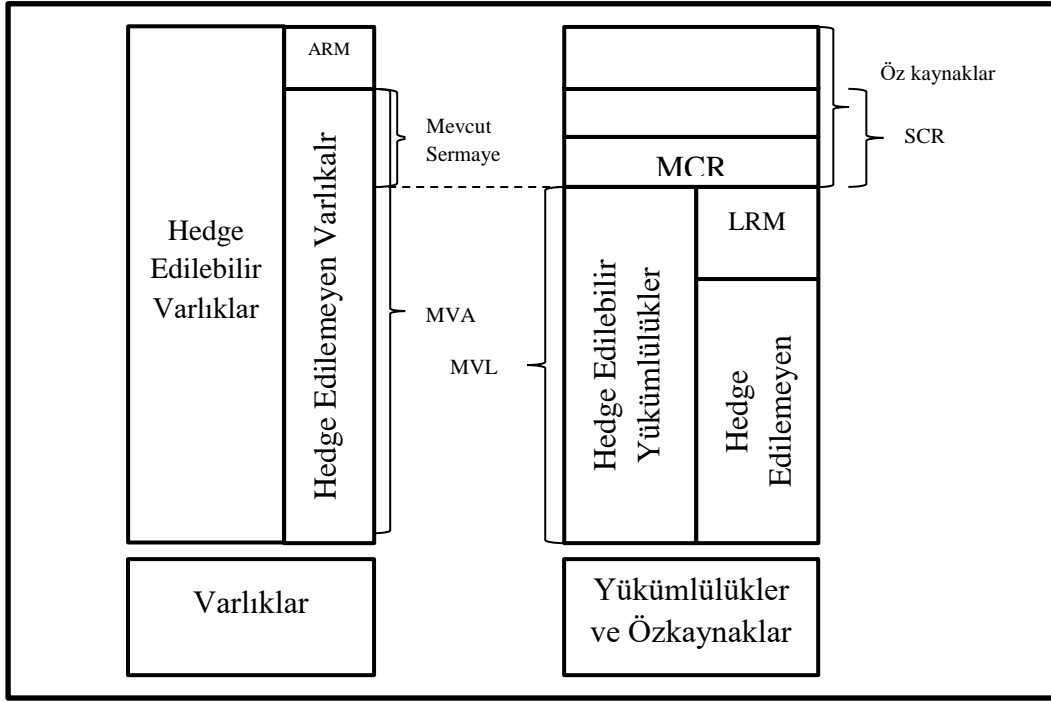 ARM
Mevcut
Sermaye
Hedge
Edilebilir
Varlıklar
Hedge Edilemeyen Varlıkalr
MVA
Varlıklar
Öz kaynaklar
SCR
MCR
MVL
Hedge Edilebilir
Yükümlülükler
LRM
Hedge
Edilemeyen
Yükümlülükler
ve Özkaynaklar